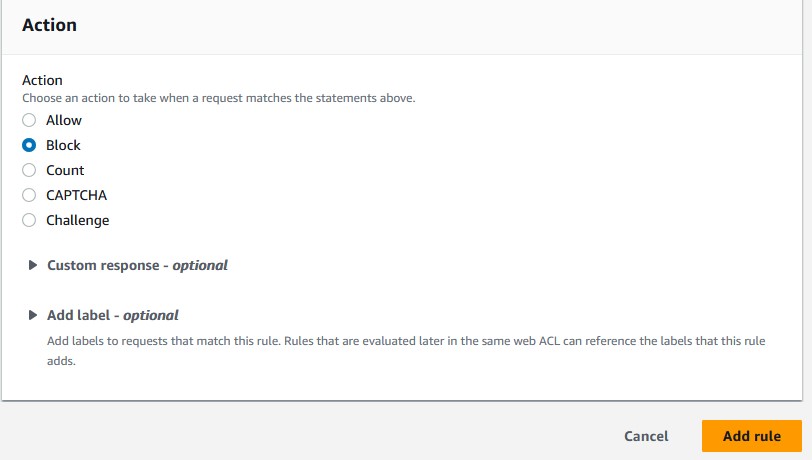 Action
Action
Choose an action to take when a request matches the statements above.
Allow
Block
Count
CAPTCHA
Challenge
Custom response - optional
Add label - optional
Add labels to requests that match this rule. Rules that are evaluated later in the same web ACL can reference the labels that this rule
adds.
Cancel Add rule